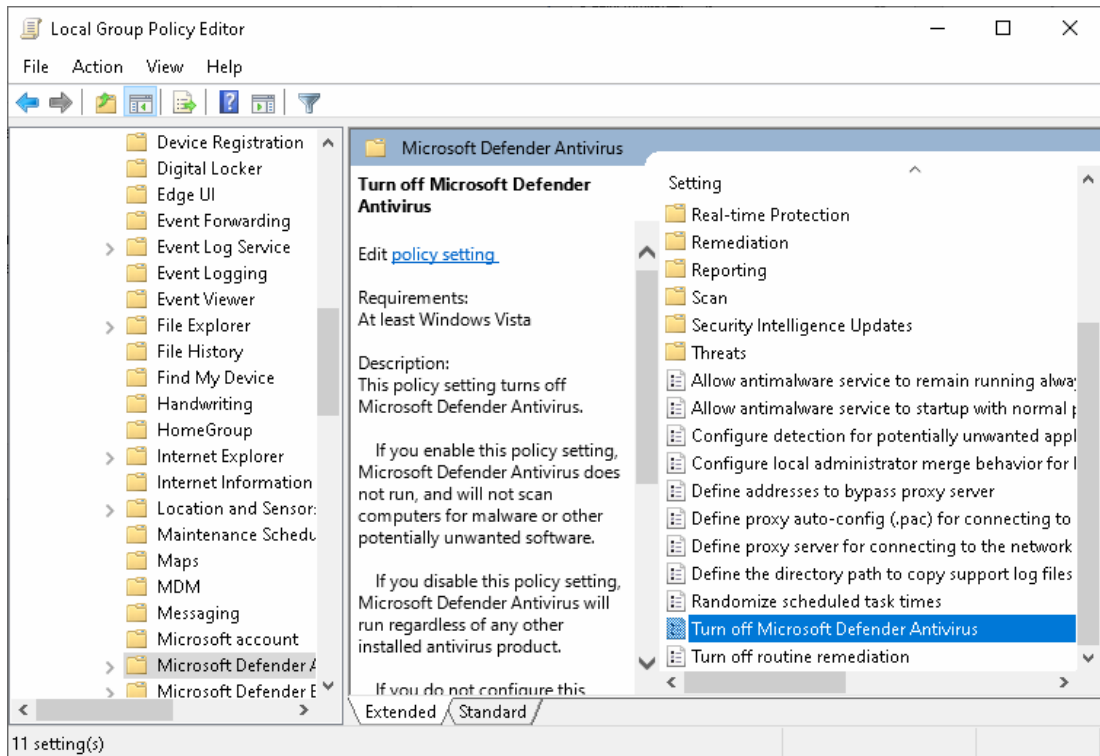 Local Group Policy Editor
File Action View Help
Device Registration
Digital Locker
Edge UI
Event Forwarding
Event Log Service
Event Logging
Event Viewer
File Explorer
File History
Find My Device
Handwriting
HomeGroup
Internet Explorer
Internet Information
Location and Sensor
Maintenance Schedu
Maps
MDM
Messaging
Microsoft account
Microsoft Defender A
Microsoft Defender E
Microsoft Defender Antivirus
Turn off Microsoft Defender
Antivirus
Edit policy setting
Requirements:
At least Windows Vista
Description:
This policy setting turns off
Microsoft Defender Antivirus.
If you enable this policy setting,
Microsoft Defender Antivirus does
not run, and will not scan
computers for malware or other
potentially unwanted software.
If you disable this policy setting,
Microsoft Defender Antivirus will
run regardless of any other
installed antivirus product.
If you do not configure this
Setting
Real-time Protection
Remediation
Reporting
Scan
Security Intelligence Updates
Threats
Allow antimalware service to remain running alway
Allow antimalware service to startup with normal p
Configure detection for potentially unwanted appl
Configure local administrator merge behavior for l
Define addresses to bypass proxy server
Define proxy auto-config (.pac) for connecting to
Define proxy server for connecting to the network
Define the directory path to copy support log files
Randomize scheduled task times
Turn off Microsoft Defender Antivirus
Turn off routine remediation
Extended Standard
11 setting(s)